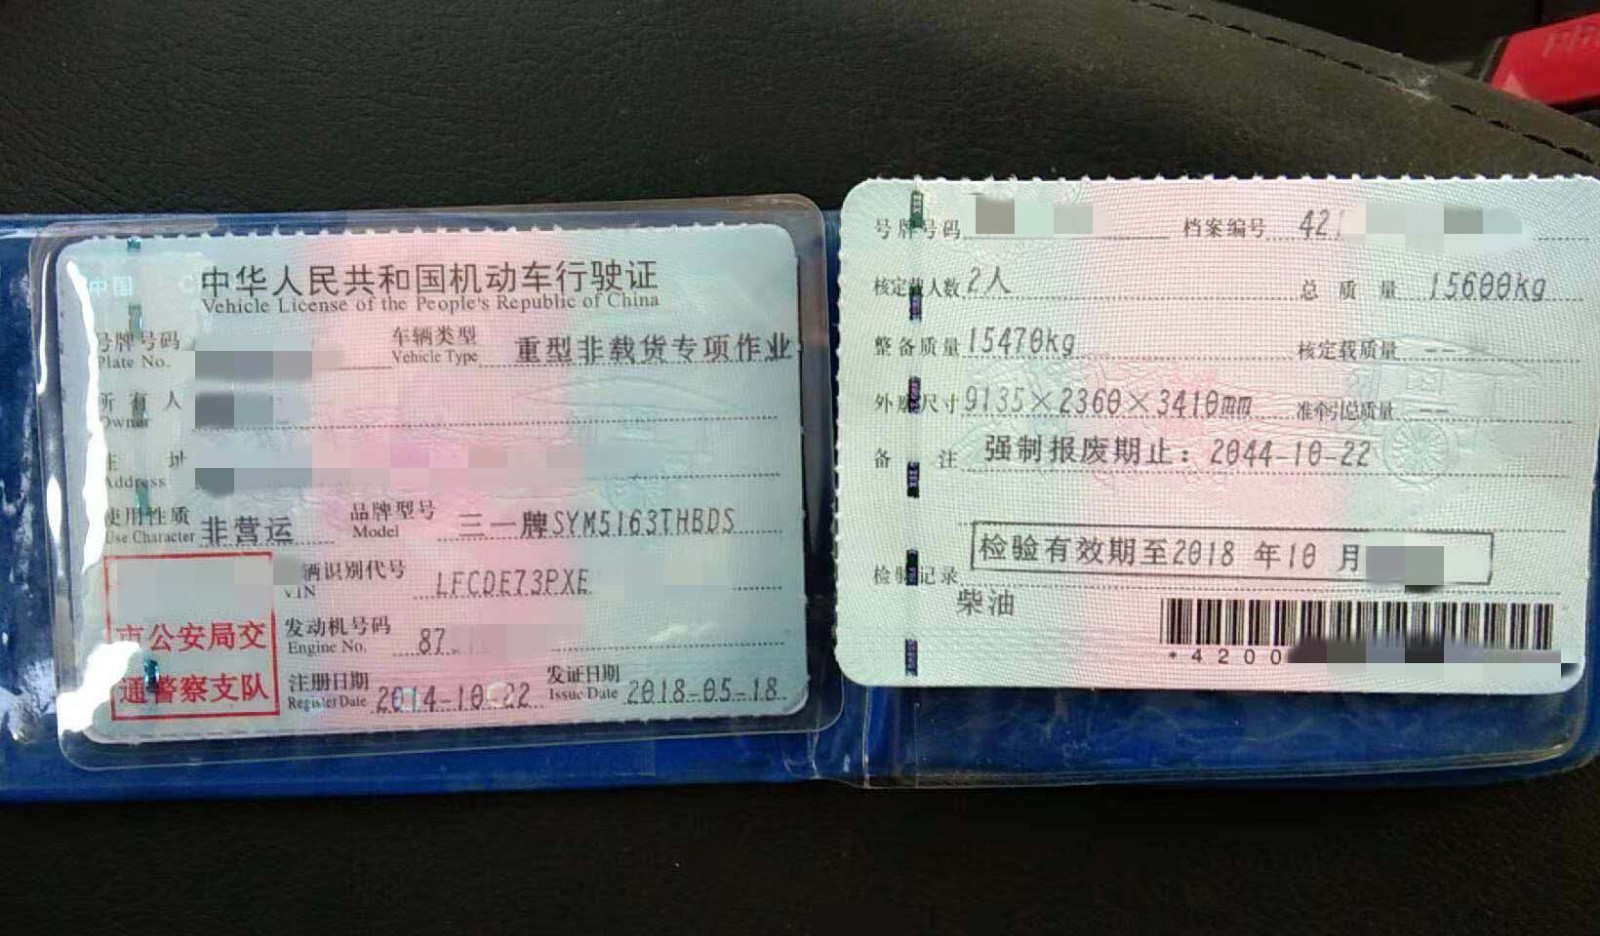 中华人民共和国机动车行驶证
Vehicle License of the People's Republic of China
号牌号码 车辆类型 重型非载货专项作业
Plate No. Vehicle Type
所有人
Owner
住 址
Address
使用性质 非营运 品牌型号 三一牌SYM5163THBDS
Use Character Model
辆识别代号 LFCDE73PXE
VIN
发动机号码 87
Engine No.
注册日期 2014-10-22 发证日期 2018-05-18
Register Date Issue Date
市公安局交
通警察支队
号牌号码 档案编号 42
核定载人数 2人 总质量 15600kg
整备质量 15470kg 核定载质量 --
外廓尺寸 9135×2360×3410mm 准牵引总质量 --
备 注 强制报废期止：2044-10-22
检验有效期至2018 年10 月
检验记录
柴油
*4200